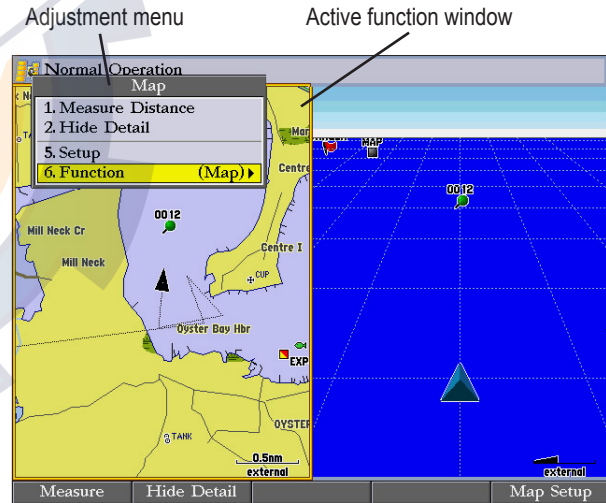 Adjustment menu
Active function window
Normal Operation
Map
1. Measure Distance
2. Hide Detail
5. Setup
6. Function (Map)
MAP
Centre
0012
0012
Mill Neck Cr
Centre I
Mill Neck
CUP
Oyster Bay Hbr
EXP
OYSTE
TANK
0.5nm
external
external
Measure
Hide Detail
Map Setup